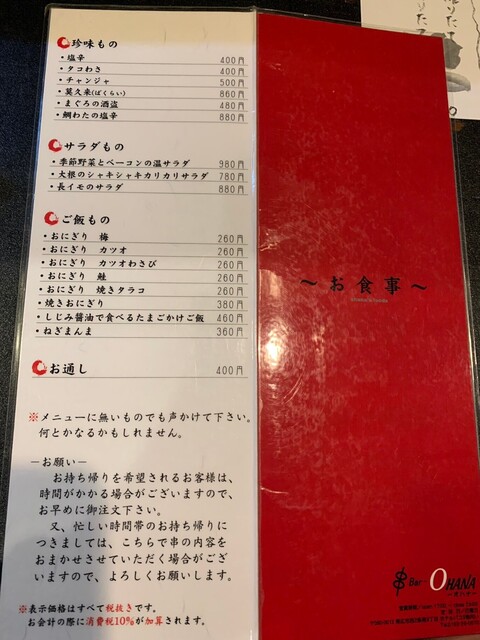 珍味もの
・塩辛 400円
・タコわさ 400円
・チャンジャ 500円
・莫久来(ばくらい) 860円
・まぐろの酒盗 480円
・鯛わたの塩辛 880円
サラダもの
・季節野菜とベーコンの温サラダ 980円
・大根のシャキシャキカリカリサラダ 780円
・長イモのサラダ 880円
ご飯もの
・おにぎり 梅 260円
・おにぎり カツオ 260円
・おにぎり カツオわさび 260円
・おにぎり 鮭 260円
・おにぎり 焼きタラコ 260円
・焼きおにぎり 380円
・しじみ醤油で食べるたまごかけご飯 460円
・ねぎまんま 360円
お通し 400円
※メニューに無いものでも声かけて下さい。
何とかなるかもしれません。
－お願い－
お持ち帰りを希望されるお客様は、
時間がかかる場合がございますので、
お早めに御注文下さい。
又、忙しい時間帯のお持ち帰りに
つきましては、こちらで串の内容を
おまかせさせていただく場合がござ
いますので、よろしくお願いします。
※表示価格はすべて税抜きです。
お会計の際に消費税10%が加算されます。
～お食事～
Bar OHANA